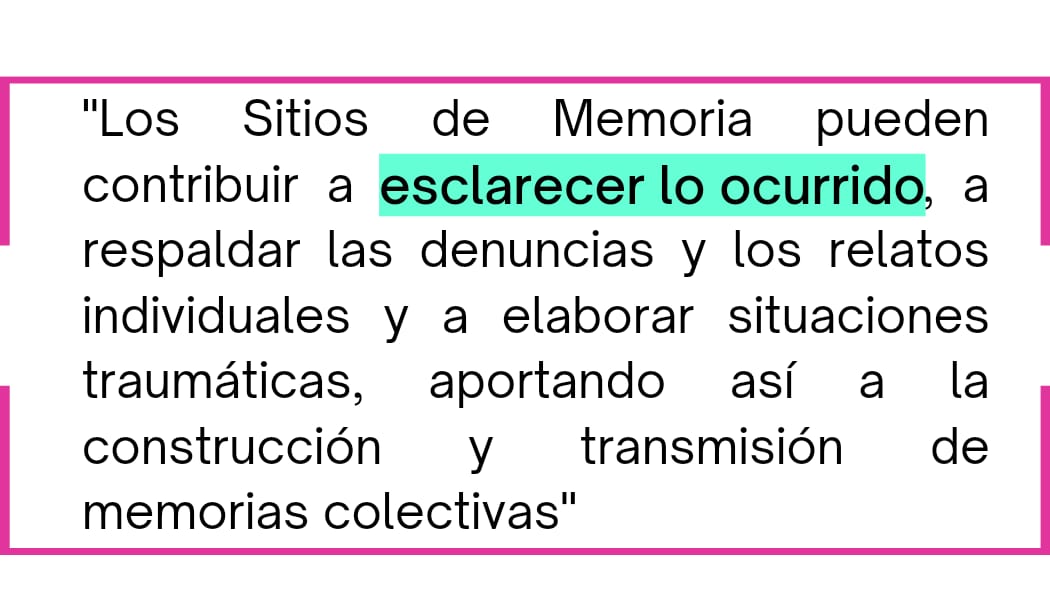 "Los Sitios de Memoria pueden
contribuir a esclarecer lo ocurrido, a
respaldar las denuncias y los relatos
individuales y a elaborar situaciones
traumáticas, aportando así a la
construcción y transmisión de
memorias colectivas"